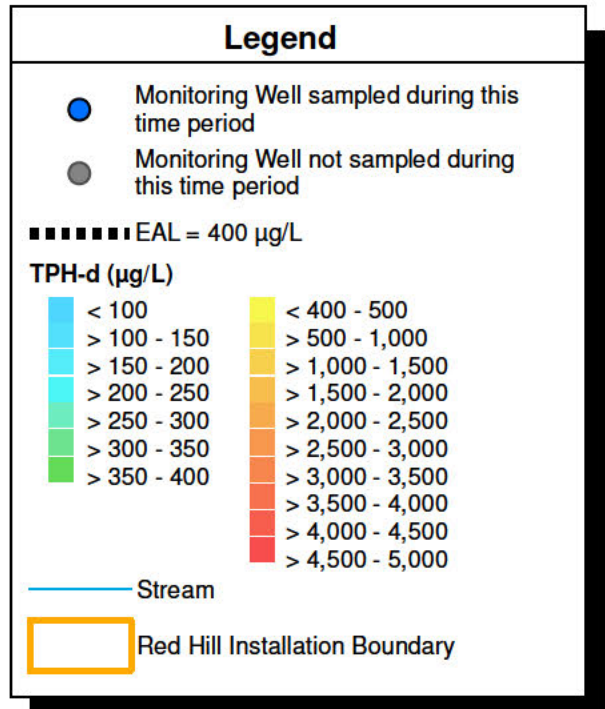 Legend
Monitoring Well sampled during this
time period
Monitoring Well not sampled during
this time period
EAL = 400 µg/L
TPH-d (µg/L)
< 100
> 100 - 150
> 150 - 200
> 200 - 250
> 250 - 300
> 300 - 350
> 350 - 400
< 400 - 500
> 500 - 1,000
> 1,000 - 1,500
> 1,500 - 2,000
> 2,000 - 2,500
> 2,500 - 3,000
> 3,000 - 3,500
> 3,500 - 4,000
> 4,000 - 4,500
> 4,500 - 5,000
Stream
Red Hill Installation Boundary